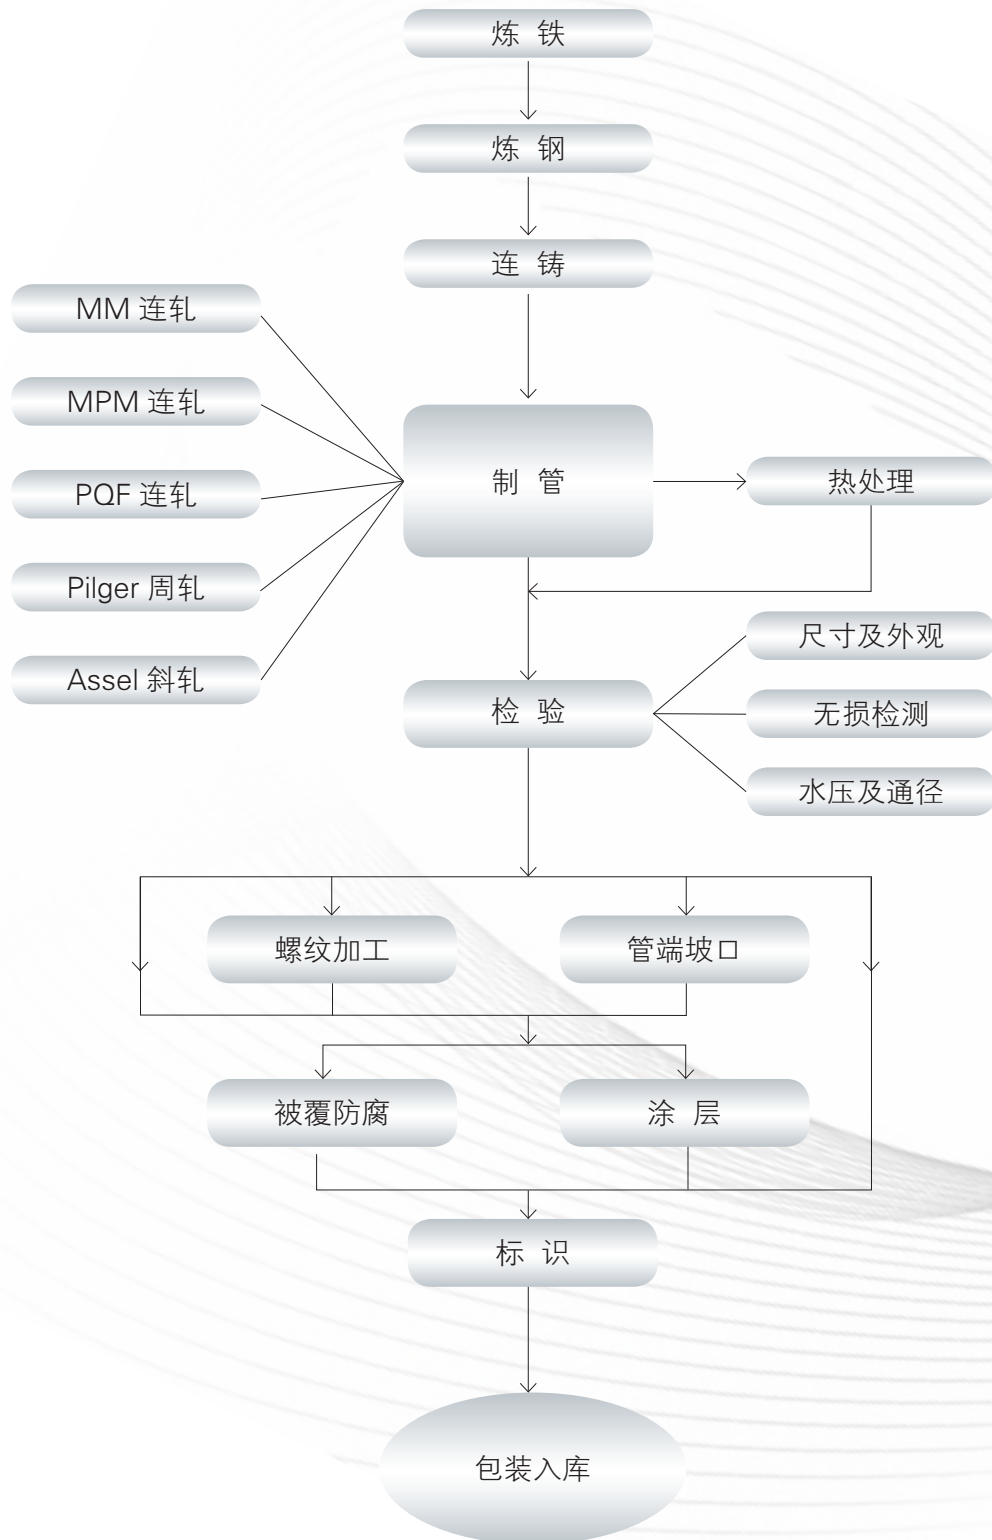 炼 铁
炼 钢
连 铸
MM 连轧
MPM 连轧
PQF 连轧
Pilger 周轧
Assel 斜轧
制 管
热处理
检 验
尺寸及外观
无损检测
水压及通径
螺纹加工
管端坡口
被覆防腐
涂 层
标 识
包装入库